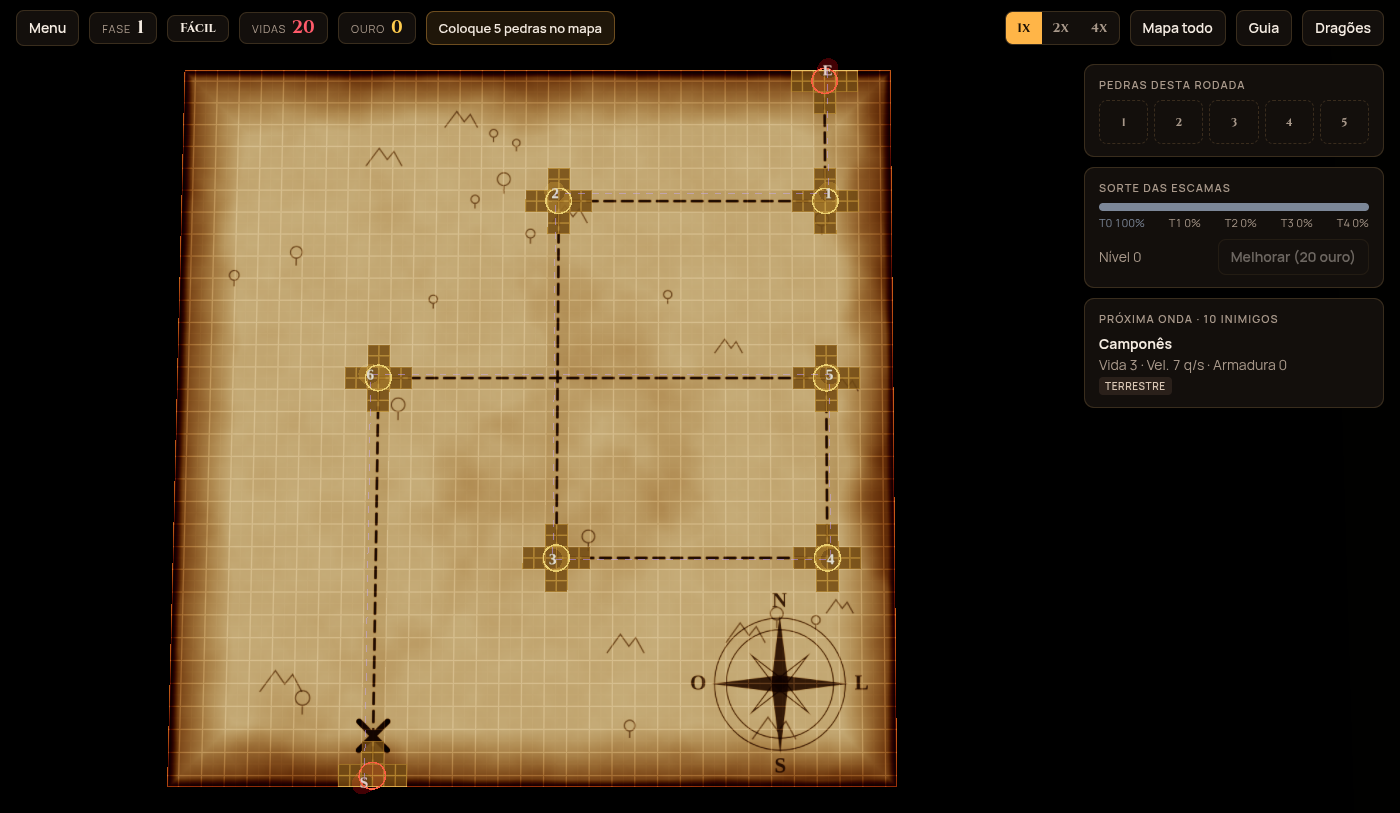 Menu
FASE 1
FÁCIL
VIDAS 20
OURO 0
Coloque 5 pedras no mapa
1X
2X
4X
Mapa todo
Guia
Dragões
PEDRAS DESTA RODADA
1
2
3
4
5
SORTE DAS ESCAMAS
T0 100%
T1 0%
T2 0%
T3 0%
T4 0%
Nível 0
Melhorar (20 ouro)
PRÓXIMA ONDA · 10 INIMIGOS
Camponês
Vida 3 · Vel. 7 q/s · Armadura 0
TERRESTRE
E
2
1
6
5
3
4
N
O
L
S
S